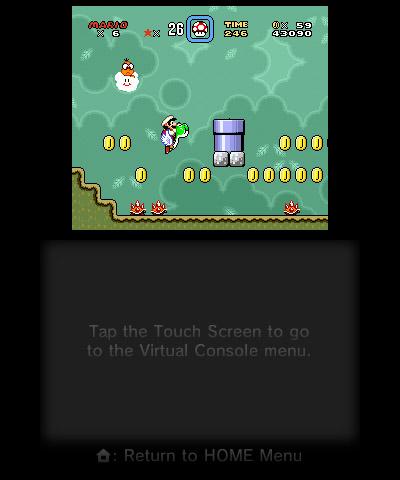 MARIO ★× 26 TIME 0× 59
× 6 246 43090
Tap the Touch Screen to go
to the Virtual Console menu.
: Return to HOME Menu